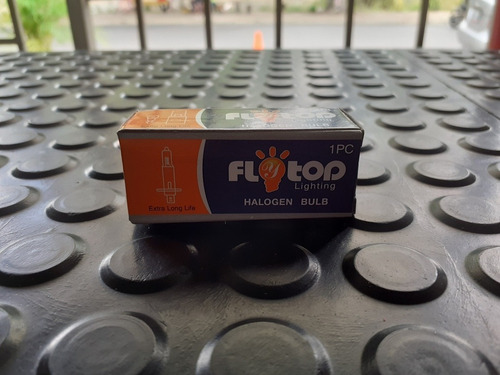 1PC
FLYTOP
Lighting
HALOGEN BULB
Extra Long Life